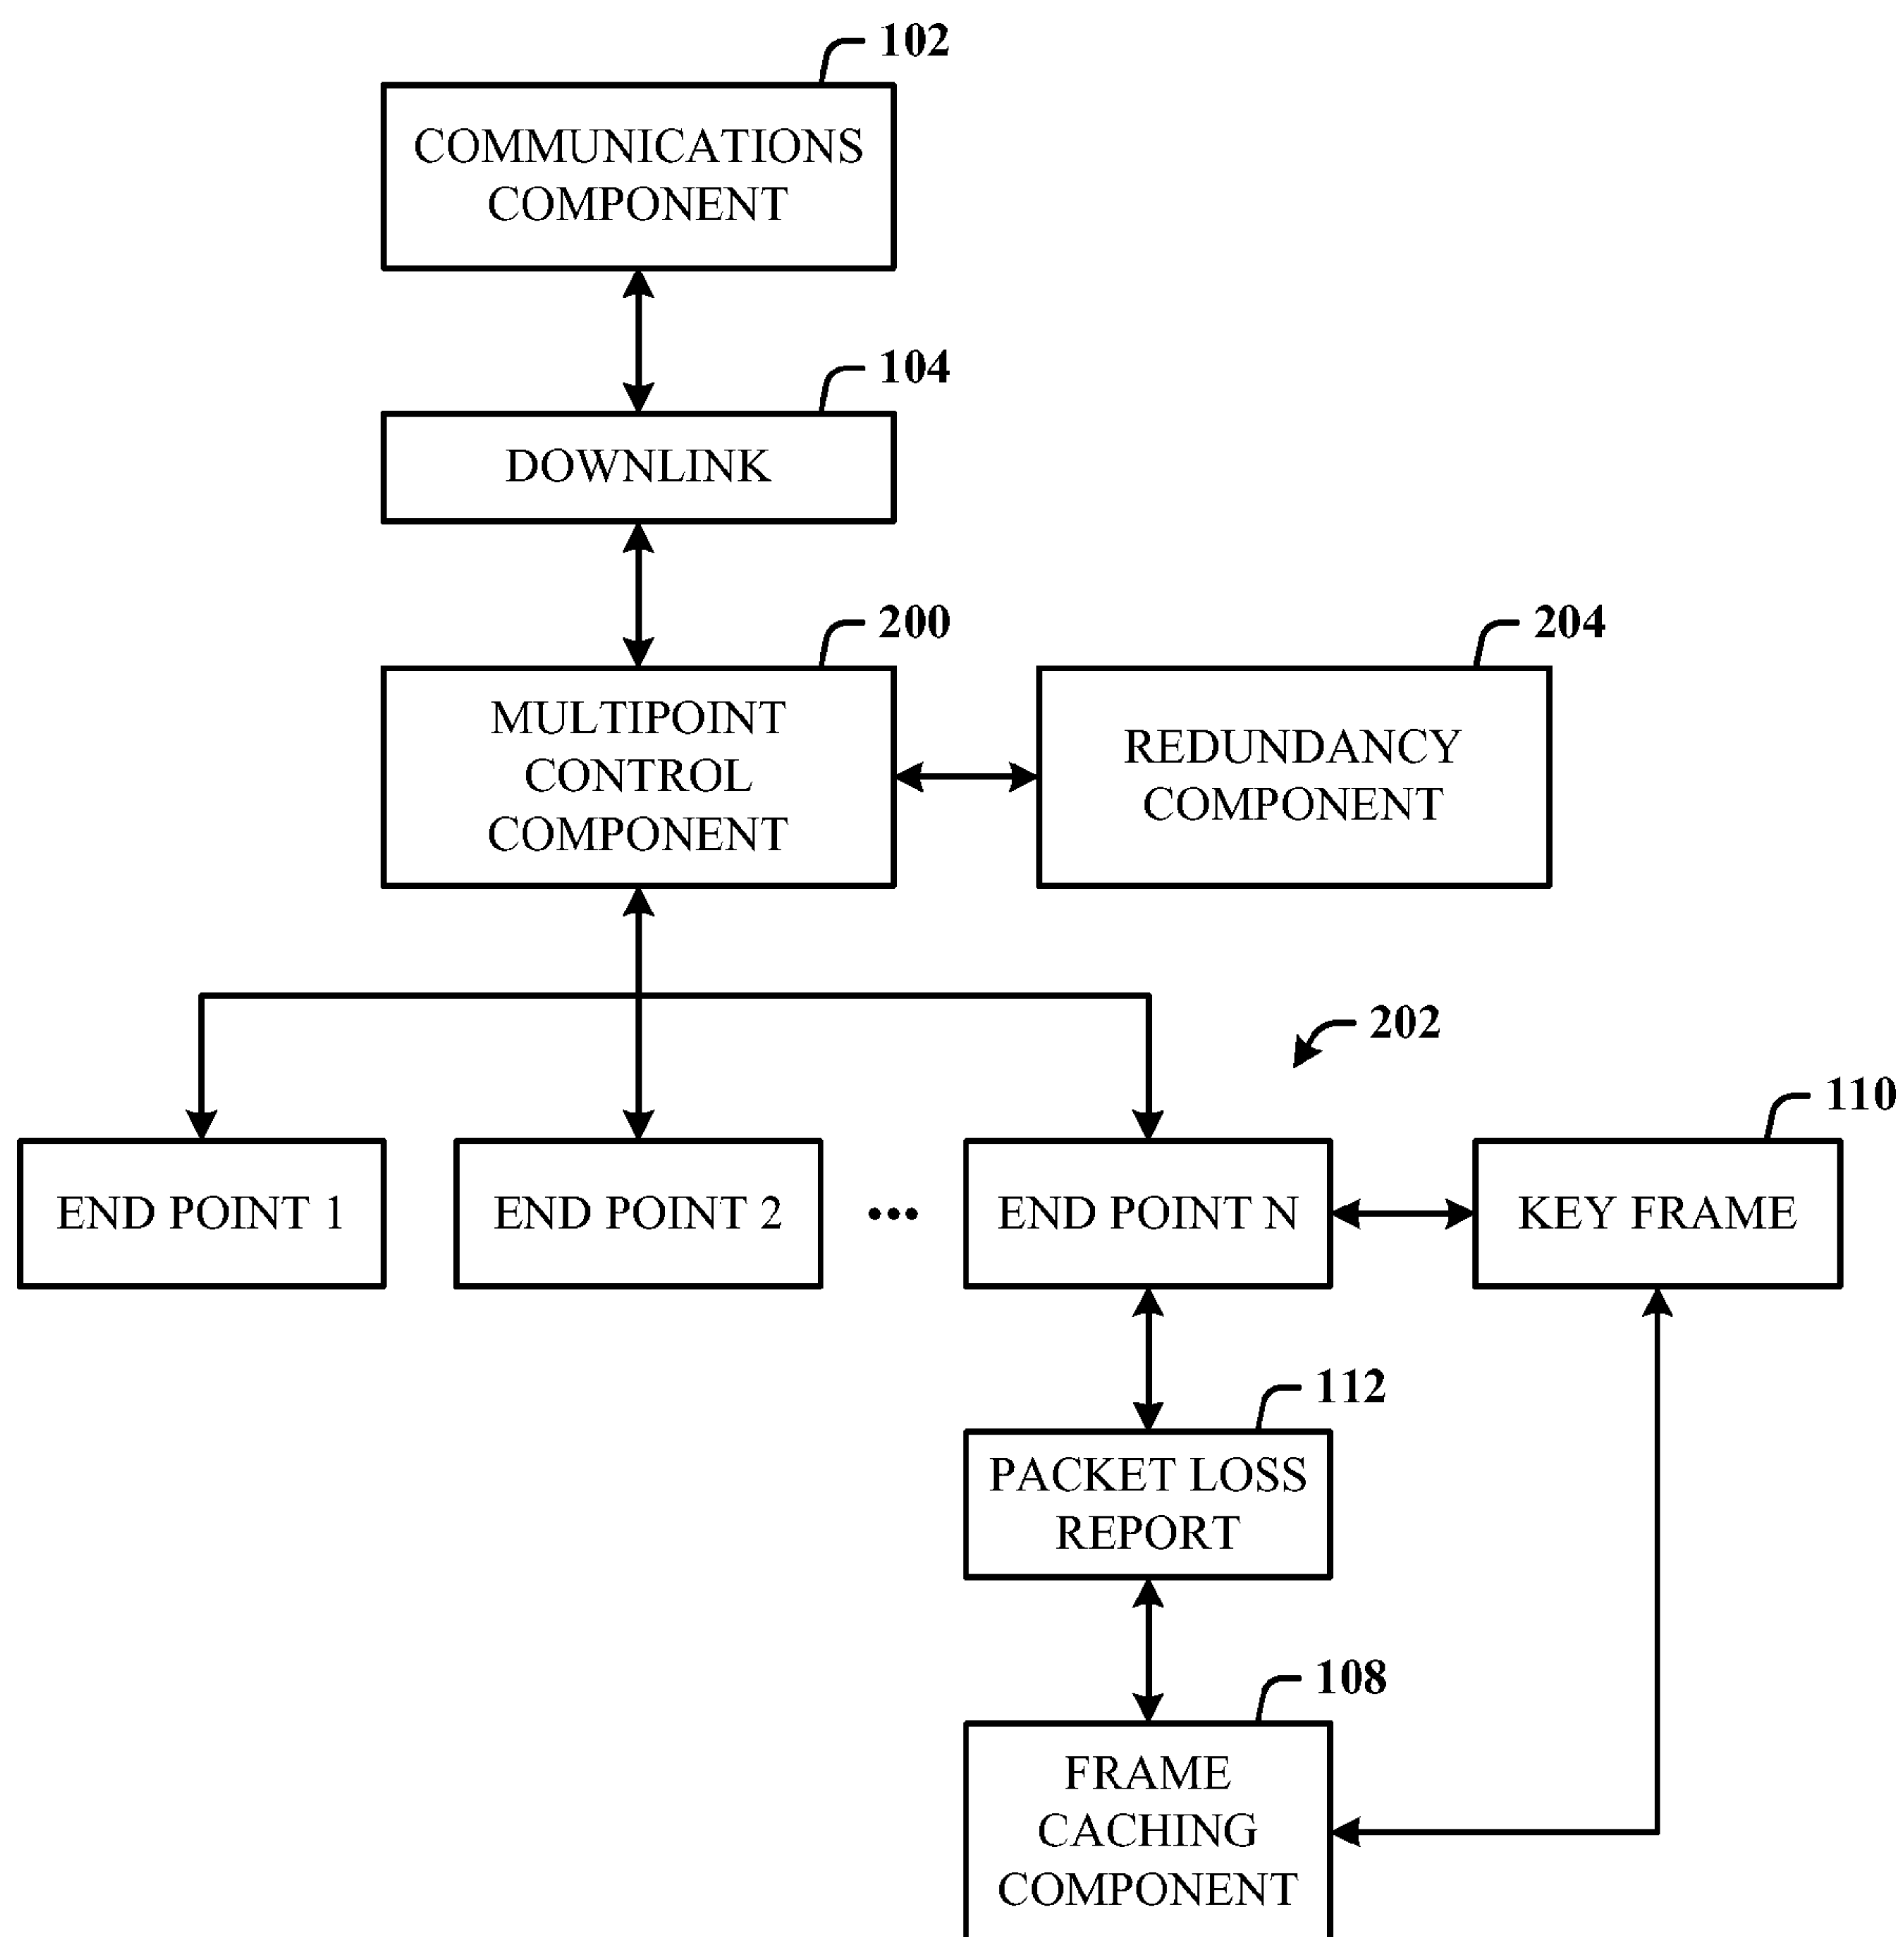 102
COMMUNICATIONS
COMPONENT
104
DOWNLINK
200
MULTIPOINT
CONTROL
COMPONENT
204
REDUNDANCY
COMPONENT
202
110
END POINT 1
END POINT 2
•••
END POINT N
KEY FRAME
112
PACKET LOSS
REPORT
108
FRAME
CACHING
COMPONENT